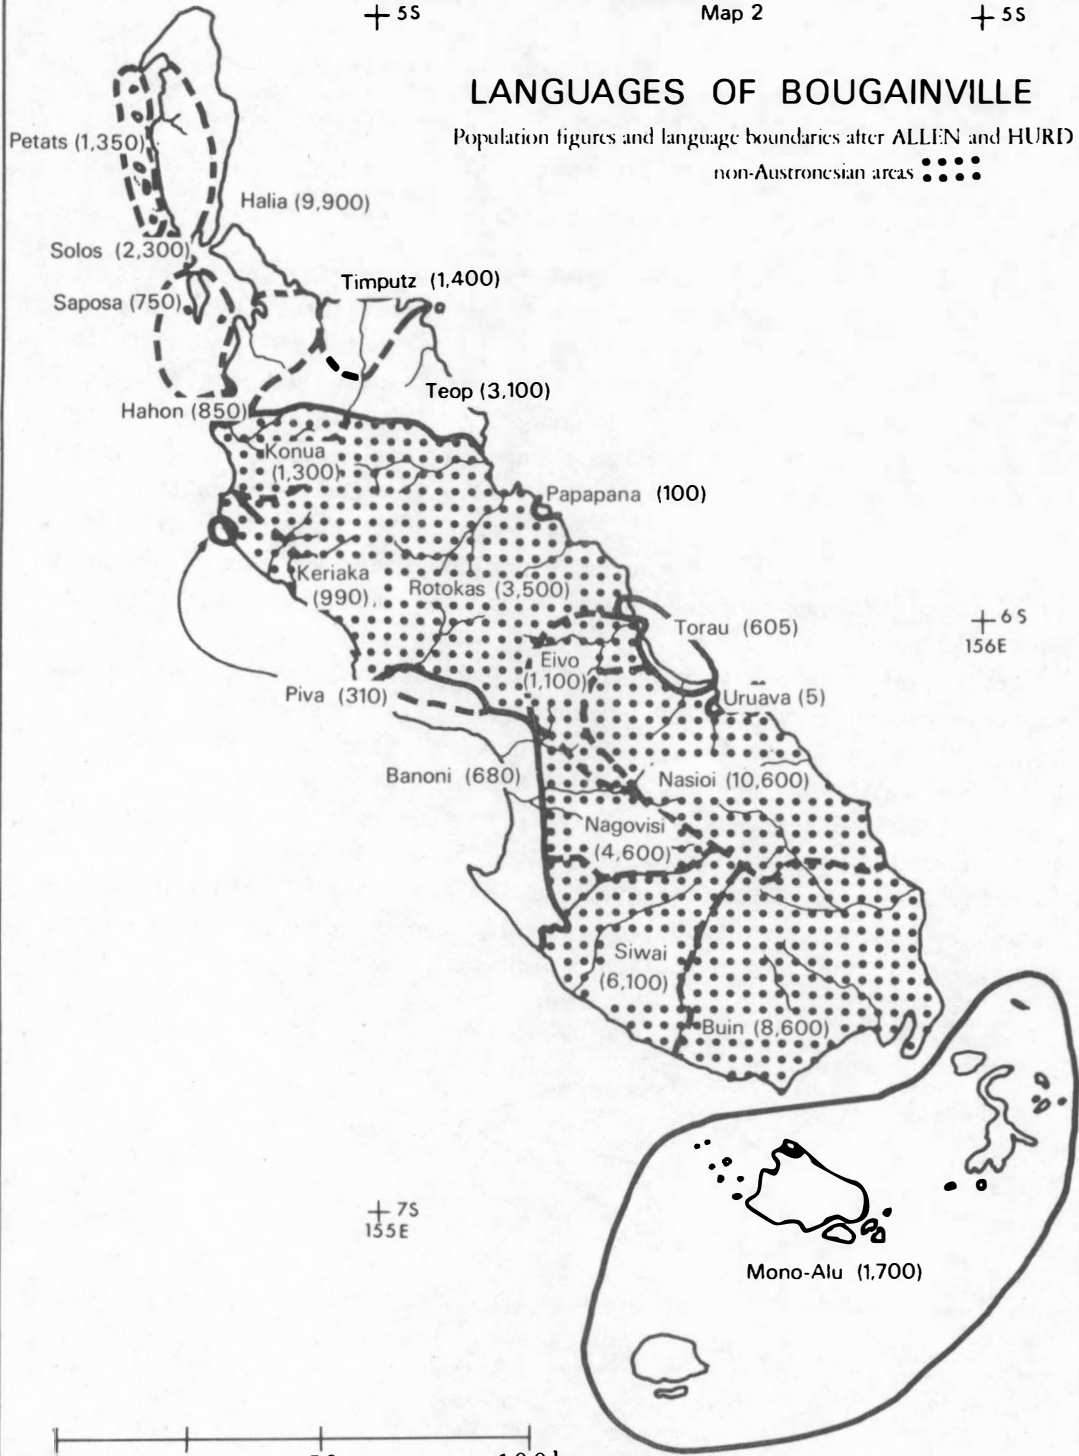 5S
Map 2
5S
LANGUAGES OF BOUGAINVILLE
Population figures and language boundaries after ALLEN and HURD
non-Austronesian areas
Petats (1,350)
Halia (9,900)
Solos (2,300)
Timputz (1,400)
Saposa (750)
Teop (3,100)
Hahon (850)
Konua
(1,300)
Papapana (100)
Keriaka
(990)
Rotokas (3,500)
Torau (605)
6S
156E
Eivo
(1,100)
Piva (310)
Uruava (5)
Banoni (680)
Nasioi (10,600)
Nagovisi
(4,600)
Siwai
(6,100)
Buin (8,600)
7S
155E
Mono-Alu (1,700)